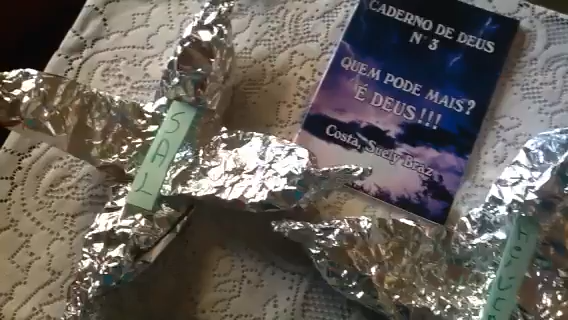 CADERNO DE DEUS
Nº 3
QUEM PODE MAIS?
É DEUS!!!
Costa, Suely Braz
SAL